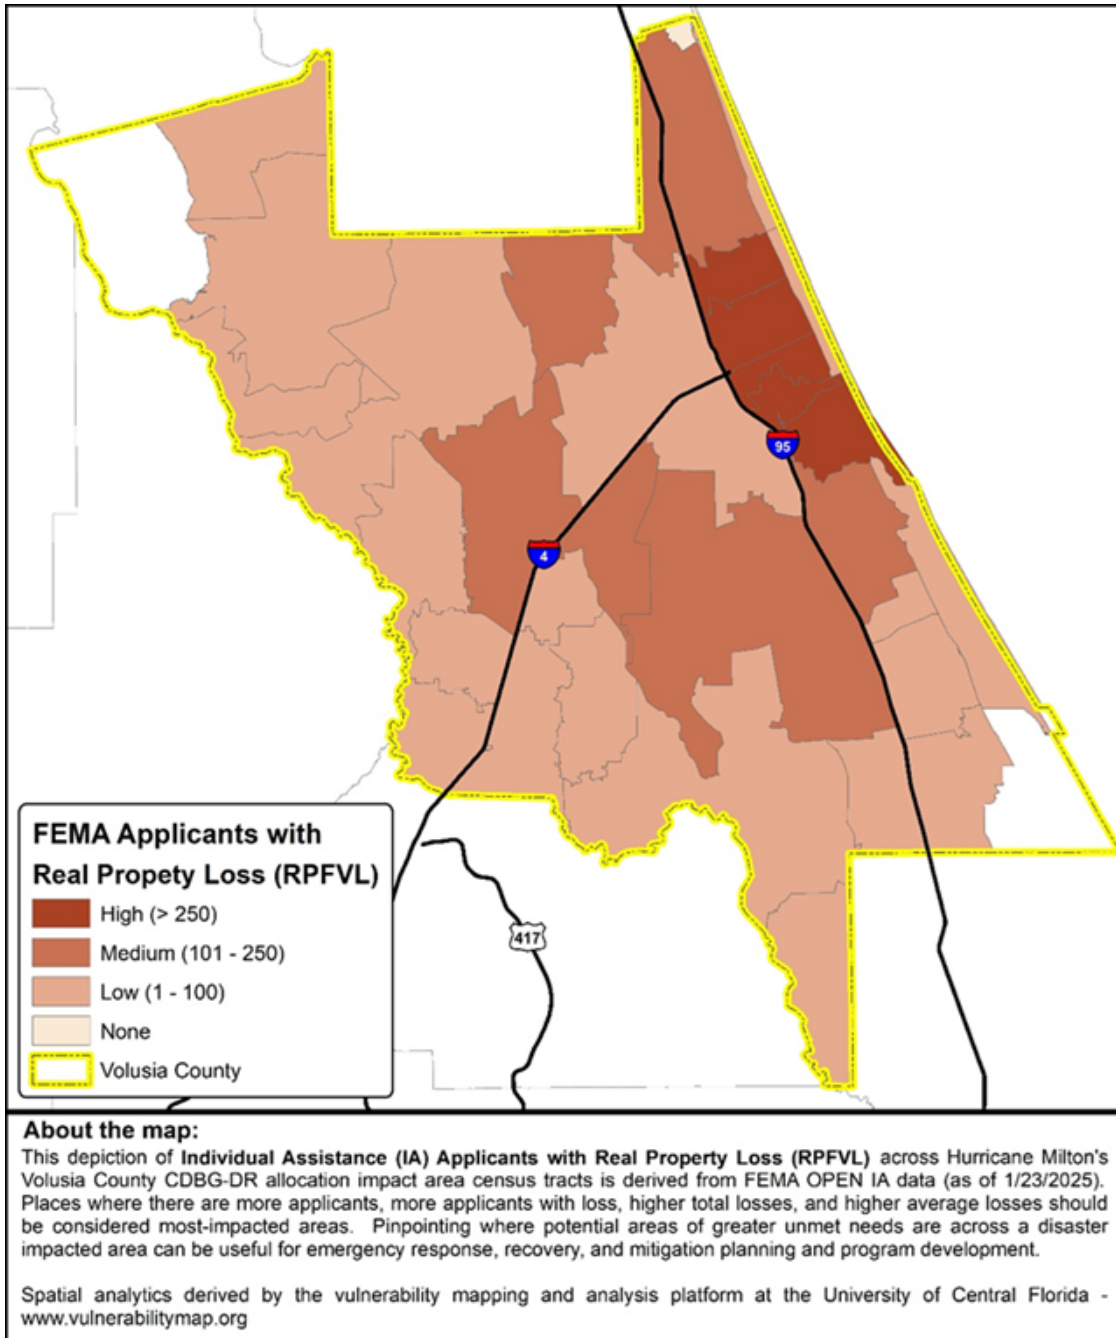 95
4
FEMA Applicants with
Real Propety Loss (RPFVL)
High (> 250)
Medium (101 - 250)
Low (1 - 100)
None
Volusia County
417
About the map:
This depiction of Individual Assistance (IA) Applicants with Real Property Loss (RPFVL) across Hurricane Milton's
Volusia County CDBG-DR allocation impact area census tracts is derived from FEMA OPEN IA data (as of 1/23/2025).
Places where there are more applicants, more applicants with loss, higher total losses, and higher average losses should
be considered most-impacted areas. Pinpointing where potential areas of greater unmet needs are across a disaster
impacted area can be useful for emergency response, recovery, and mitigation planning and program development.
Spatial analytics derived by the vulnerability mapping and analysis platform at the University of Central Florida -
www.vulnerabilitymap.org